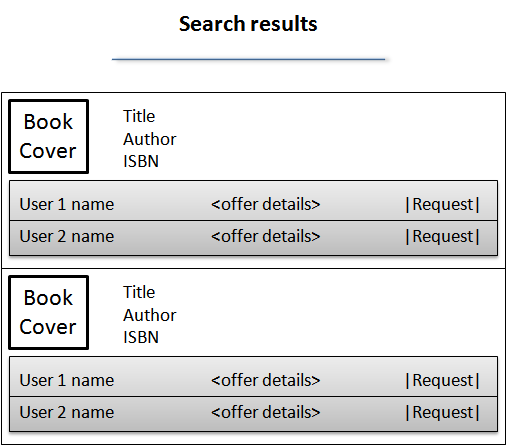 Search results
Book
Cover
Title
Author
ISBN
User 1 name <offer details> |Request|
User 2 name <offer details> |Request|
Book
Cover
Title
Author
ISBN
User 1 name <offer details> |Request|
User 2 name <offer details> |Request|